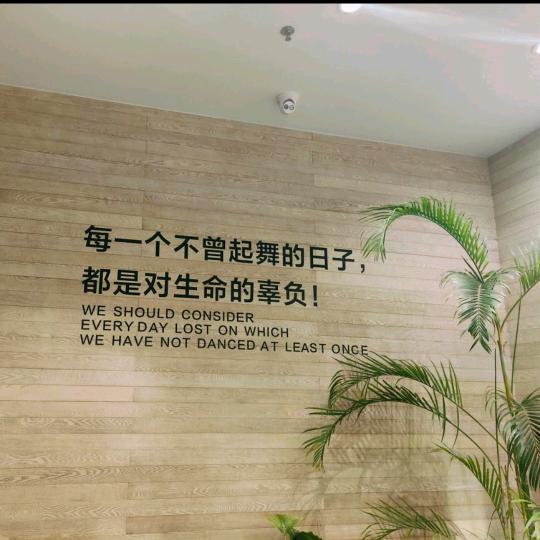 每一个不曾起舞的日子，
都是对生命的辜负！
WE SHOULD CONSIDER
EVERY DAY LOST ON WHICH
WE HAVE NOT DANCED AT LEAST ONCE